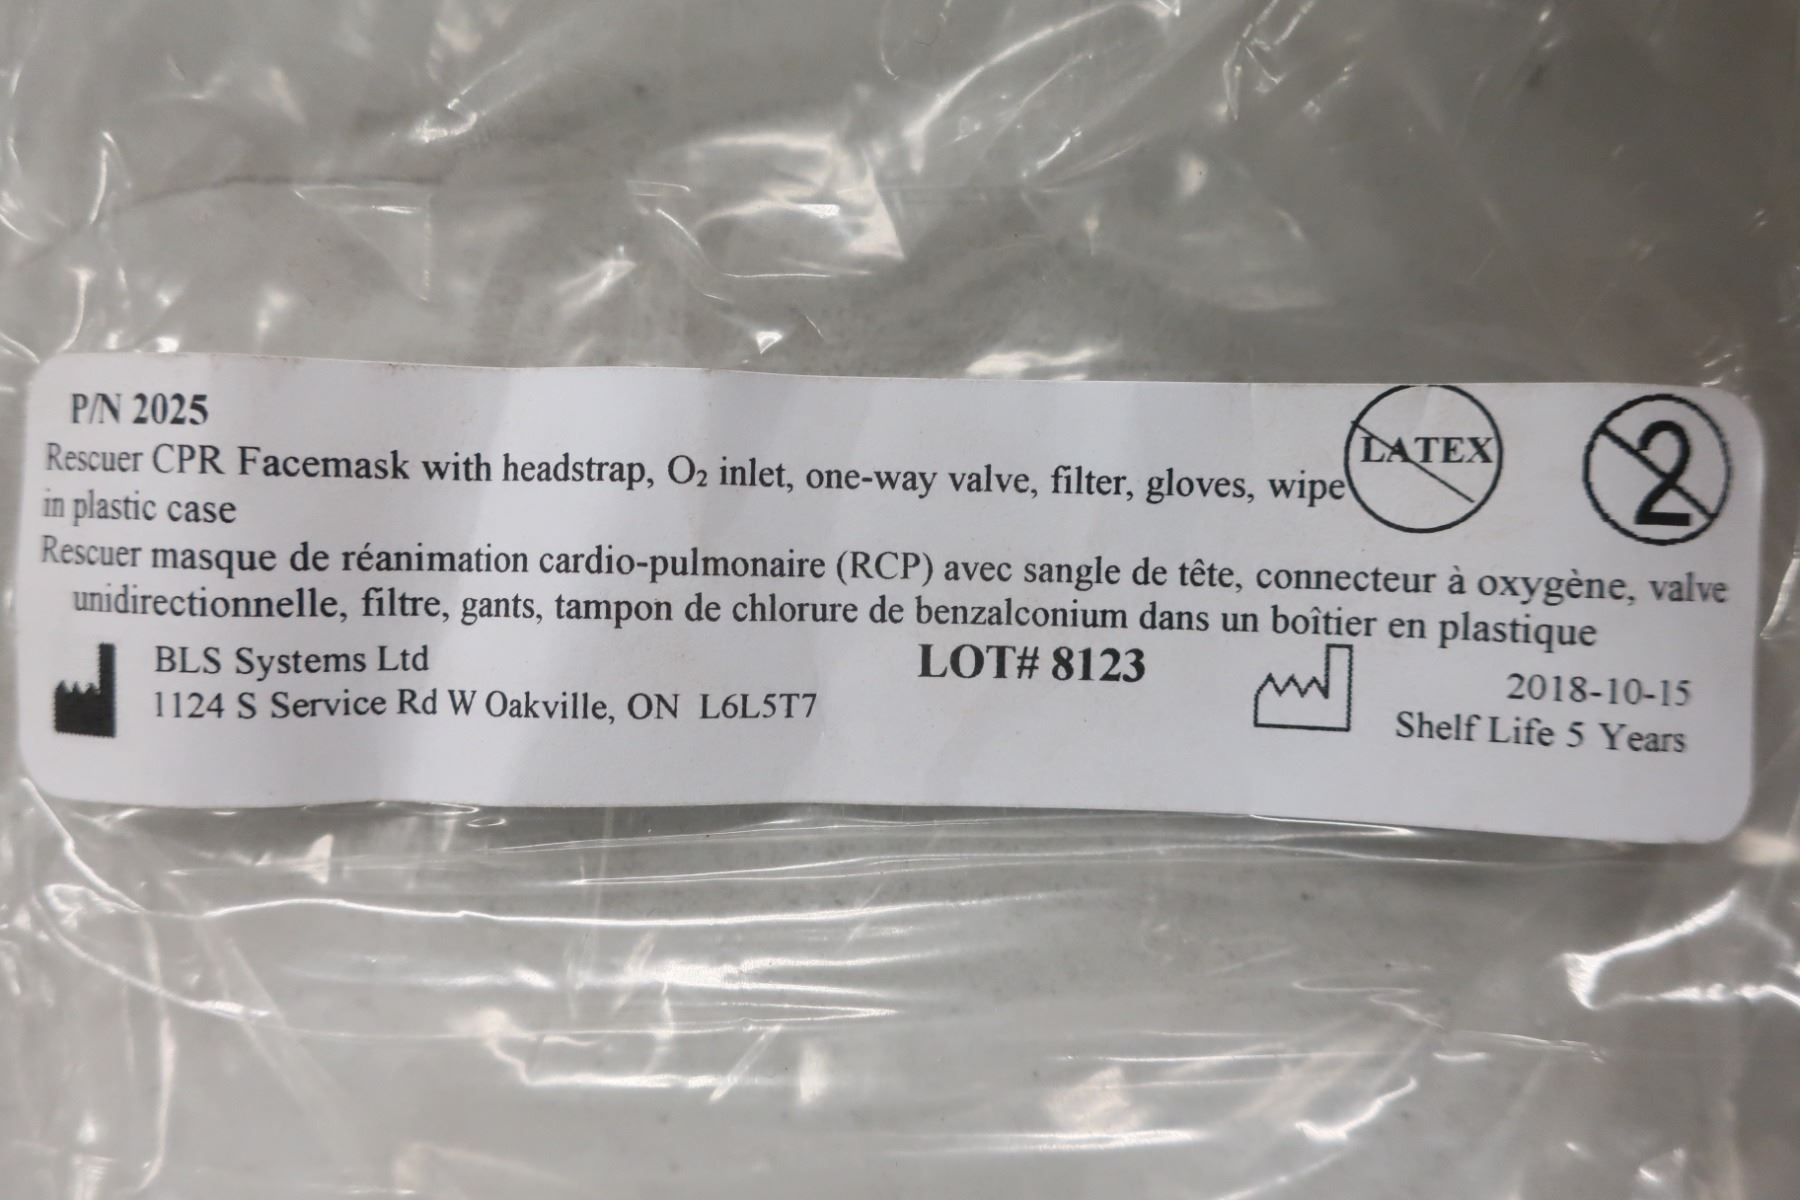 P/N 2025
Rescuer CPR Facemask with headstrap, O₂ inlet, one-way valve, filter, gloves, wipe
in plastic case
LATEX
2
Rescuer masque de réanimation cardio-pulmonaire (RCP) avec sangle de tête, connecteur à oxygène, valve
unidirectionnelle, filtre, gants, tampon de chlorure de benzalconium dans un boîtier en plastique
BLS Systems Ltd
1124 S Service Rd W Oakville, ON L6L5T7
LOT# 8123
2018-10-15
Shelf Life 5 Years